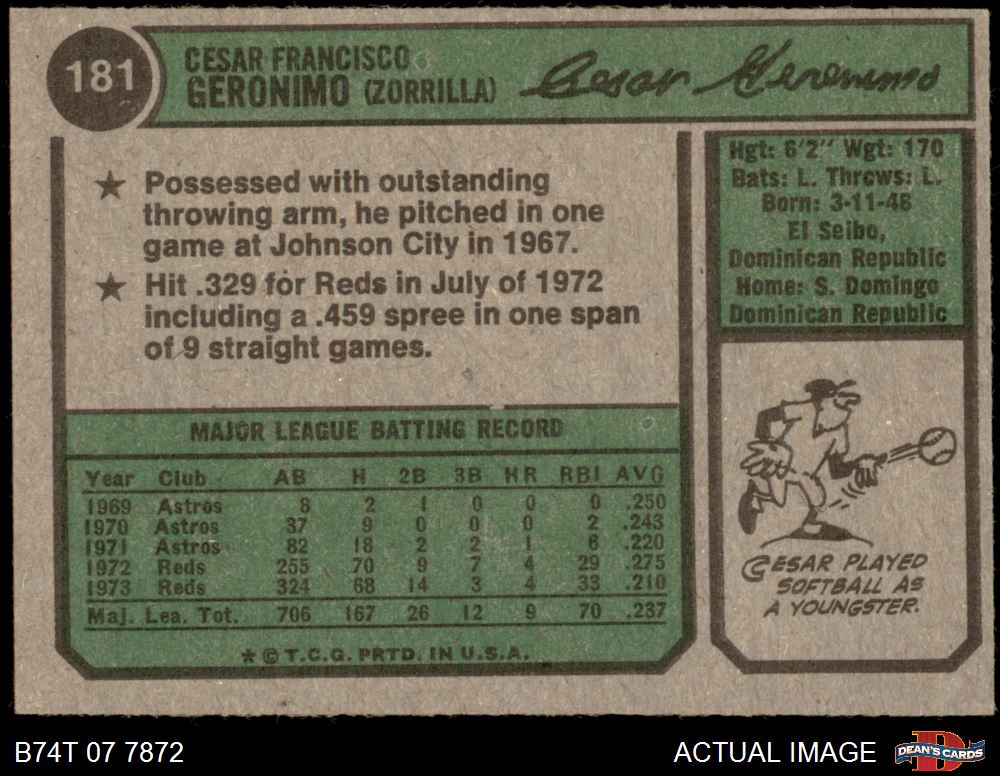 181
CESAR FRANCISCO
GERONIMO (ZORRILLA)
Cesar Geronimo
★ Possessed with outstanding
throwing arm, he pitched in one
game at Johnson City in 1967.
★ Hit .329 for Reds in July of 1972
including a .459 spree in one span
of 9 straight games.
Hgt: 6'2" Wgt: 170
Bats: L. Throws: L.
Born: 3-11-48
El Seibo,
Dominican Republic
Home: S. Domingo
Dominican Republic
MAJOR LEAGUE BATTING RECORD
Year Club AB H 2B 3B HR RBI AVG
1969 Astros 8 2 1 0 0 0 .250
1970 Astros 37 9 0 0 0 2 .243
1971 Astros 82 18 2 2 1 6 .220
1972 Reds 255 70 9 7 4 29 .275
1973 Reds 324 68 14 3 4 33 .210
Maj. Lea. Tot. 706 167 26 12 9 70 .237
* © T.C.G. PRTD. IN U.S.A.
CESAR PLAYED
SOFTBALL AS
A YOUNGSTER.
B74T 07 7872
ACTUAL IMAGE
DEAN'S CARDS